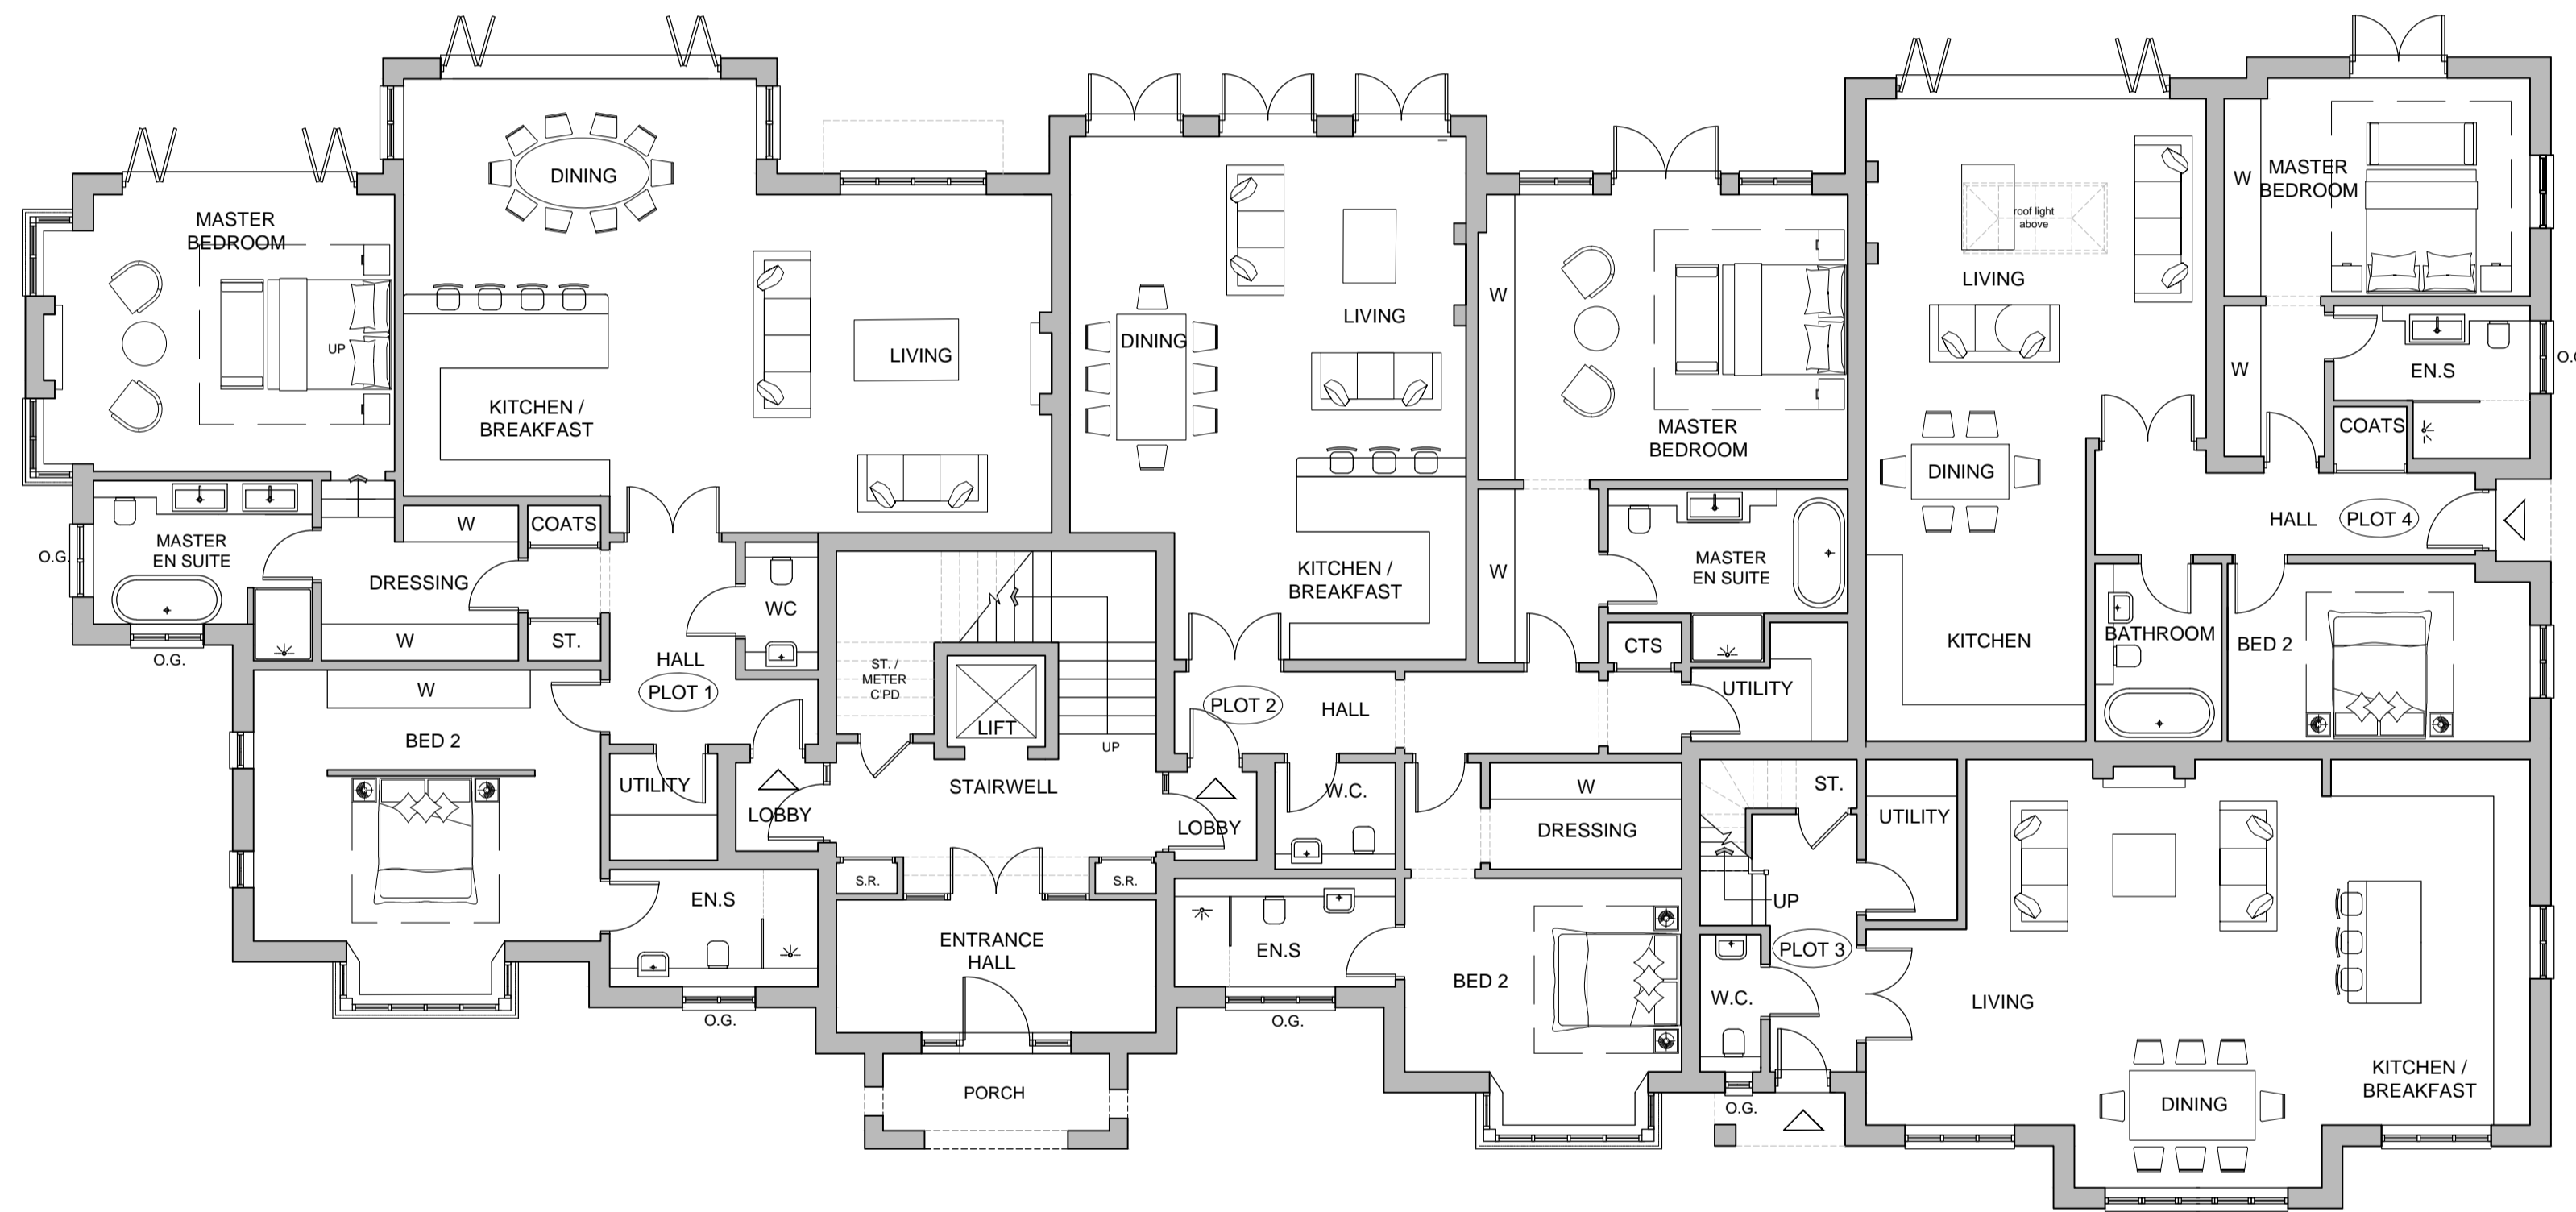 MASTER
BEDROOM
UP
DINING
KITCHEN /
BREAKFAST
LIVING
MASTER
EN SUITE
O.G.
O.G.
W
COATS
DRESSING
W
ST.
HALL
PLOT 1
WC
W
BED 2
UTILITY
LOBBY
EN.S
O.G.
ST. /
METER
C'PD
LIFT
UP
STAIRWELL
S.R.
S.R.
ENTRANCE
HALL
PORCH
DINING
LIVING
KITCHEN /
BREAKFAST
W
MASTER
BEDROOM
W
MASTER
EN SUITE
CTS
UTILITY
PLOT 2
HALL
LOBBY
W.C.
W
DRESSING
EN.S
O.G.
BED 2
roof light
above
LIVING
DINING
KITCHEN
W
MASTER
BEDROOM
W
EN.S
O.G
COATS
HALL
PLOT 4
BATHROOM
BED 2
ST.
UTILITY
UP
PLOT 3
W.C.
O.G.
LIVING
DINING
KITCHEN /
BREAKFAST